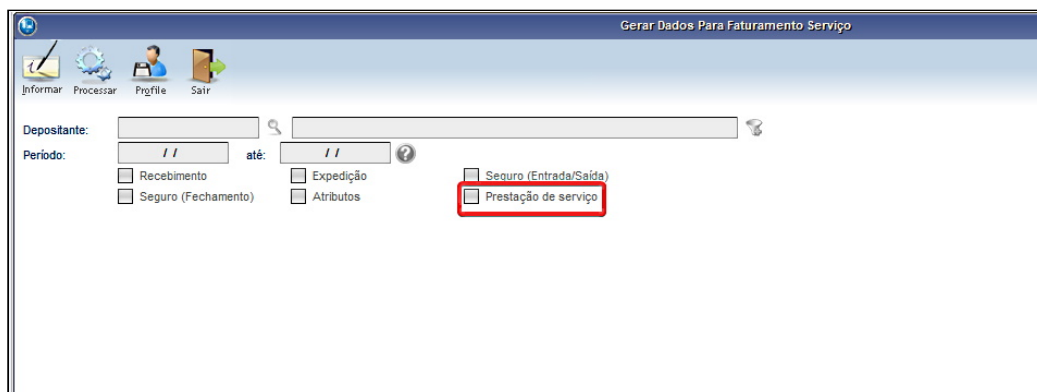 Gerar Dados Para Faturamento Serviço
Informar Processar Profile Sair
Depositante:
Período: / / até: / /
Recebimento Expedição Seguro (Entrada/Saída)
Seguro (Fechamento) Atributos Prestação de serviço